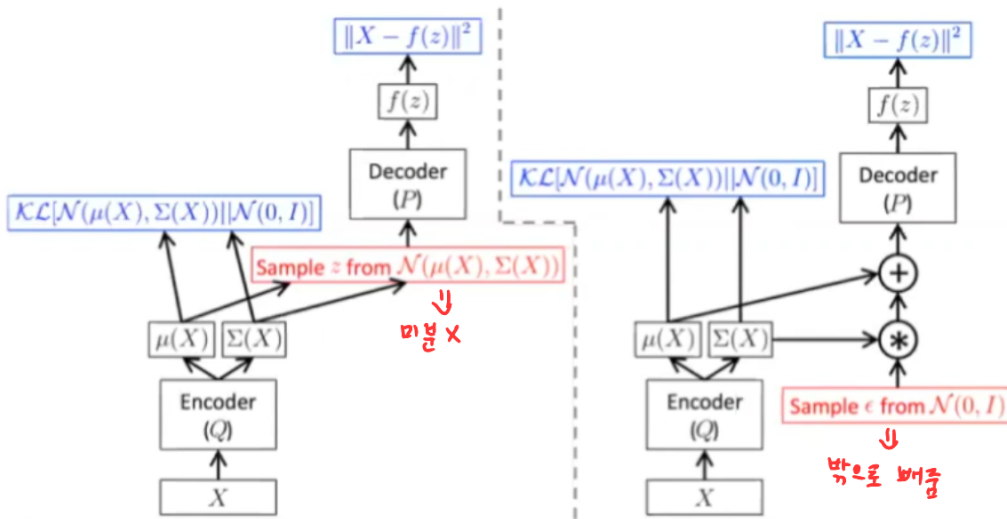 ‖X − f(z)‖²
f(z)
Decoder
(P)
𝒦ℒ[𝒩(μ(X), Σ(X))||𝒩(0, I)]
Sample z from 𝒩(μ(X), Σ(X))
⇓
미분 X
μ(X)
Σ(X)
Encoder
(Q)
X
‖X − f(z)‖²
f(z)
Decoder
(P)
𝒦ℒ[𝒩(μ(X), Σ(X))||𝒩(0, I)]
+
μ(X)
Σ(X)
*
Encoder
(Q)
Sample ϵ from 𝒩(0, I)
⇓
밖으로 빼줌
X